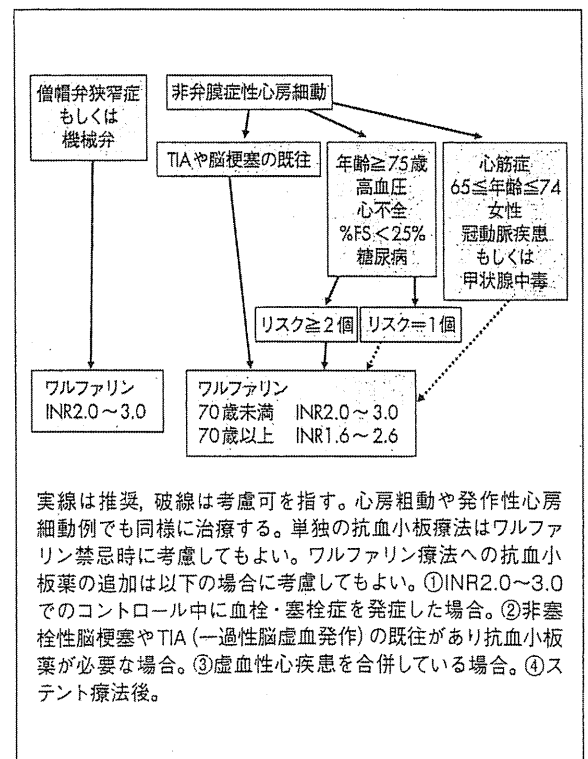 僧帽弁狭窄症
もしくは
機械弁
非弁膜症性心房細動
TIAや脳梗塞の既往
年齢≧75歳
高血圧
心不全
%FS<25%
糖尿病
心筋症
65≦年齢≦74
女性
冠動脈疾患
もしくは
甲状腺中毒
リスク≧2個
リスク=1個
ワルファリン
INR2.0~3.0
ワルファリン
70歳未満 INR2.0~3.0
70歳以上 INR1.6~2.6
実線は推奨,破線は考慮可を指す。心房粗動や発作性心房
細動例でも同様に治療する。単独の抗血小板療法はワルファ
リン禁忌時に考慮してもよい。ワルファリン療法への抗血小
板薬の追加は以下の場合に考慮してもよい。①INR2.0~3.0
でのコントロール中に血栓・塞栓症を発症した場合。②非塞
栓性脳梗塞やTIA(一過性脳虚血発作)の既往があり抗血小板
薬が必要な場合。③虚血性心疾患を合併している場合。④ス
テント療法後。